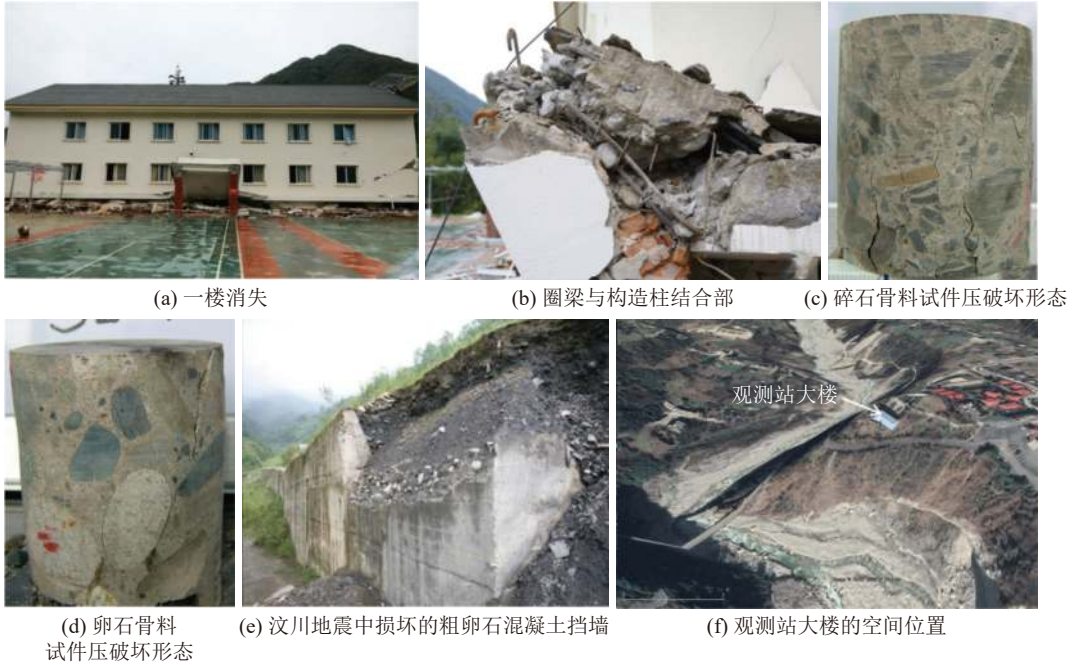 (a) 一楼消失
(b) 圈梁与构造柱结合部
(c) 碎石骨料试件压破坏形态
观测站大楼
(d) 卵石骨料
试件压破坏形态
(e) 汶川地震中损坏的粗卵石混凝土挡墙
(f) 观测站大楼的空间位置